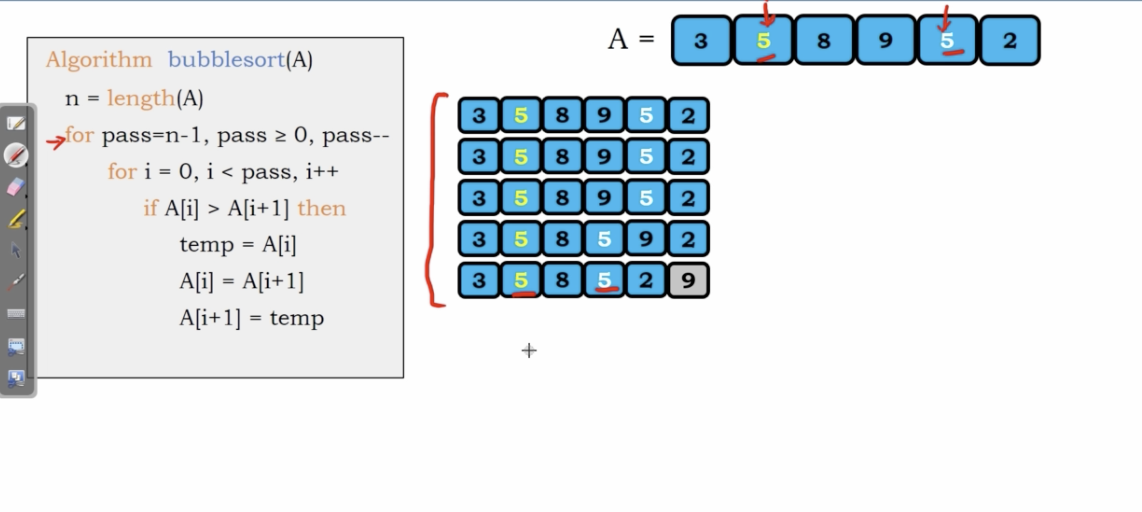 A = 3 5 8 9 5 2
Algorithm bubblesort(A)
n = length(A)
for pass=n-1, pass ≥ 0, pass--
for i = 0, i < pass, i++
if A[i] > A[i+1] then
temp = A[i]
A[i] = A[i+1]
A[i+1] = temp
3 5 8 9 5 2
3 5 8 9 5 2
3 5 8 9 5 2
3 5 8 5 9 2
3 5 8 5 2 9